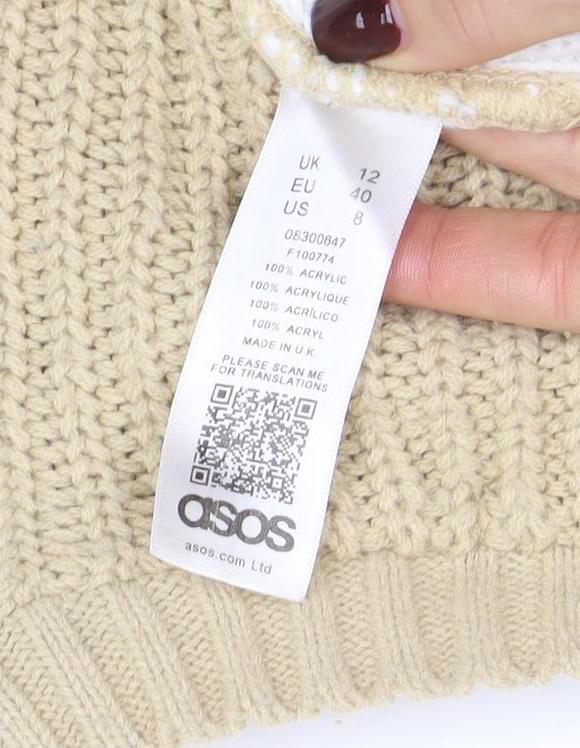 UK 12
EU 40
US 8
08300847
F100774
100% ACRYLIC
100% ACRYLIQUE
100% ACRÍLICO
100% ACRYL
MADE IN U.K.
PLEASE SCAN ME
FOR TRANSLATIONS
asos
asos.com Ltd